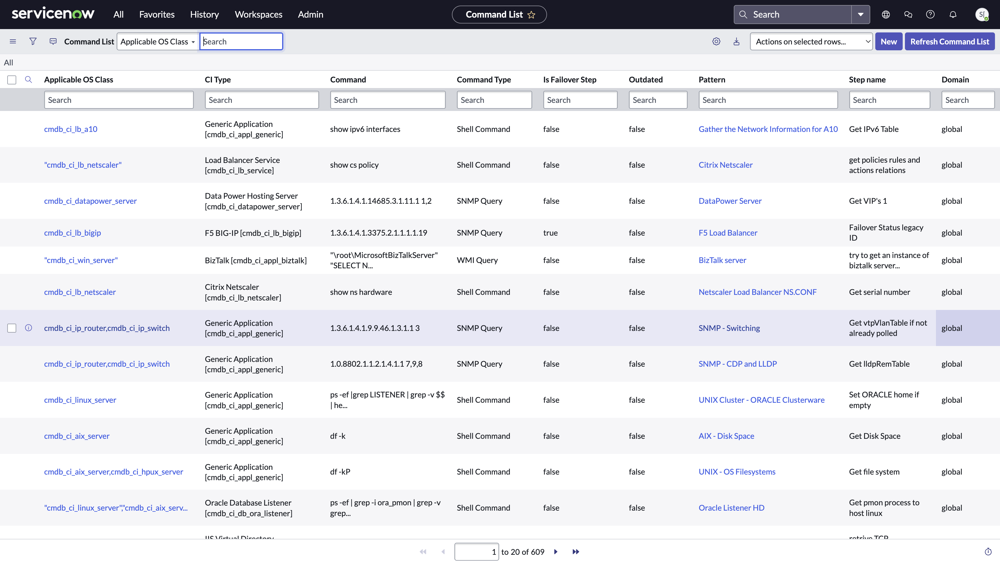 servicenow All Favorites History Workspaces Admin Command List Search S[
Command List Applicable OS Class Search Actions on selected rows... New Refresh Command List
All
Applicable OS Class CI Type Command Command Type Is Failover Step Outdated Pattern Step name Domain
Search Search Search Search Search Search Search Search Search
cmdb_ci_lb_a10 Generic Application [cmdb_ci_appl_generic] show ipv6 interfaces Shell Command false false Gather the Network Information for A10 Get IPv6 Table global
"cmdb_ci_lb_netscaler" Load Balancer Service [cmdb_ci_lb_service] show cs policy Shell Command false false Citrix Netscaler get policies rules and actions relations global
cmdb_ci_datapower_server Data Power Hosting Server [cmdb_ci_datapower_server] 1.3.6.1.4.1.14685.3.1.11.1 1,2 SNMP Query false false DataPower Server Get VIP's 1 global
cmdb_ci_lb_bigip F5 BIG-IP [cmdb_ci_lb_bigip] 1.3.6.1.4.1.3375.2.1.1.1.1.19 SNMP Query true false F5 Load Balancer Failover Status legacy ID global
"cmdb_ci_win_server" BizTalk [cmdb_ci_appl_biztalk] "\root\MicrosoftBizTalkServer" "SELECT N... WMI Query false false BizTalk server try to get an instance of biztalk server... global
cmdb_ci_lb_netscaler Citrix Netscaler [cmdb_ci_lb_netscaler] show ns hardware Shell Command false false Netscaler Load Balancer NS.CONF Get serial number global
cmdb_ci_ip_router,cmdb_ci_ip_switch Generic Application [cmdb_ci_appl_generic] 1.3.6.1.4.1.9.9.46.1.3.1.1 3 SNMP Query false false SNMP - Switching Get vtpVlanTable if not already polled global
cmdb_ci_ip_router,cmdb_ci_ip_switch Generic Application [cmdb_ci_appl_generic] 1.0.8802.1.1.2.1.4.1.1 7,9,8 SNMP Query false false SNMP - CDP and LLDP Get lldpRemTable global
cmdb_ci_linux_server Generic Application [cmdb_ci_appl_generic] ps -ef |grep LISTENER | grep -v $$ | he... Shell Command false false UNIX Cluster - ORACLE Clusterware Set ORACLE home if empty global
cmdb_ci_aix_server Generic Application [cmdb_ci_appl_generic] df -k Shell Command false false AIX - Disk Space Get Disk Space global
cmdb_ci_aix_server,cmdb_ci_hpux_server Generic Application [cmdb_ci_appl_generic] df -kP Shell Command false false UNIX - OS Filesystems Get file system global
"cmdb_ci_linux_server","cmdb_ci_aix_serv... Oracle Database Listener [cmdb_ci_db_ora_listener] ps -ef | grep -i ora_pmon | grep -v grep... Shell Command false false Oracle Listener HD Get pmon process to host linux global
IIS Virtual Directory retrive TCP
1 to 20 of 609